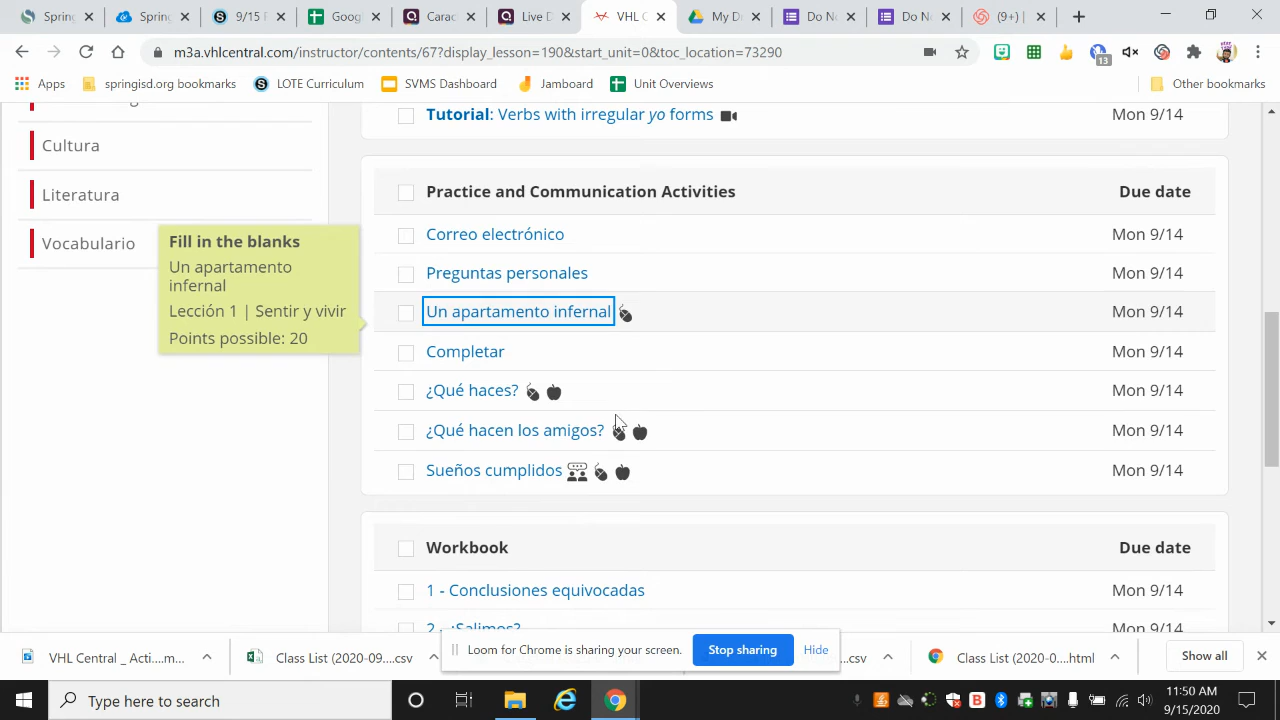 Spring
Spring
9/15 F
Goog
Carac
Live D
VHL C
My D
Do N
Do N
(9+) |
m3a.vhlcentral.com/instructor/contents/67?display_lesson=190&start_unit=0&toc_location=73290
13
Apps
springisd.org bookmarks
LOTE Curriculum
SVMS Dashboard
Jamboard
Unit Overviews
Other bookmarks
Cultura
Literatura
Vocabulario
Fill in the blanks
Un apartamento
infernal
Lección 1 | Sentir y vivir
Points possible: 20
Tutorial: Verbs with irregular yo forms Mon 9/14
Practice and Communication Activities Due date
Correo electrónico Mon 9/14
Preguntas personales Mon 9/14
Un apartamento infernal Mon 9/14
Completar Mon 9/14
¿Qué haces? Mon 9/14
¿Qué hacen los amigos? Mon 9/14
Sueños cumplidos Mon 9/14
Workbook Due date
1 - Conclusiones equivocadas Mon 9/14
2 - ¿Salimos? Mon 9/14
Loom for Chrome is sharing your screen. Stop sharing Hide
VHL Central _ Acti....m...
Class List (2020-09....csv
...csv
Class List (2020-0....html
Show all
Type here to search
11:50 AM
9/15/2020